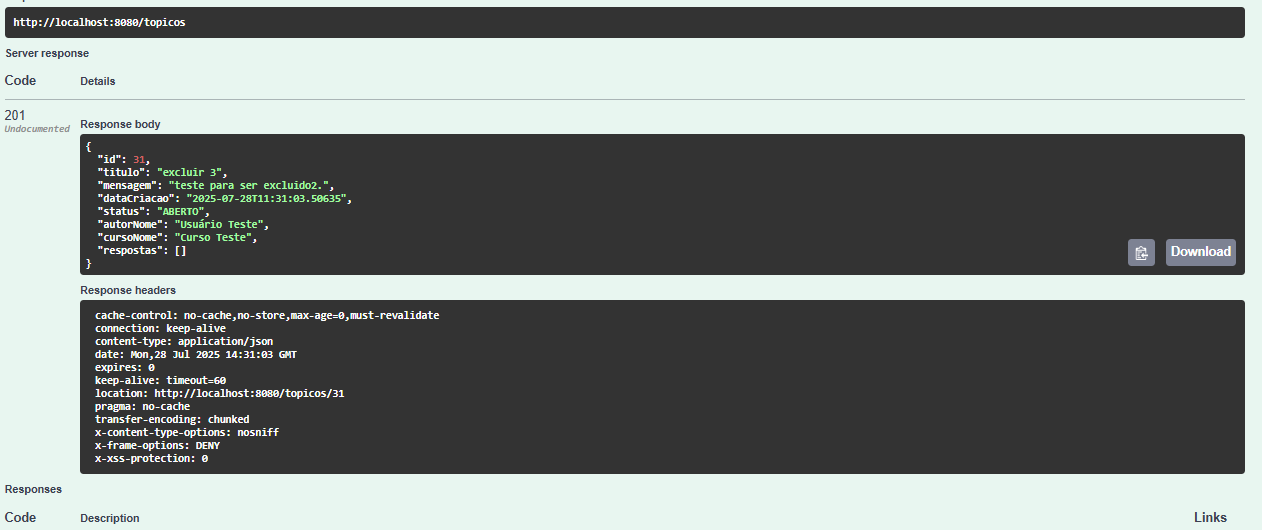 http://localhost:8080/topicos
Server response
Code Details
201
Undocumented
Response body
{
"id": 31,
"titulo": "excluir 3",
"mensagem": "teste para ser excluido2.",
"dataCriacao": "2025-07-28T11:31:03.50635",
"status": "ABERTO",
"autorNome": "Usuário Teste",
"cursoNome": "Curso Teste",
"respostas": []
}
Download
Response headers
cache-control: no-cache,no-store,max-age=0,must-revalidate
connection: keep-alive
content-type: application/json
date: Mon,28 Jul 2025 14:31:03 GMT
expires: 0
keep-alive: timeout=60
location: http://localhost:8080/topicos/31
pragma: no-cache
transfer-encoding: chunked
x-content-type-options: nosniff
x-frame-options: DENY
x-xss-protection: 0
Responses
Code Description Links